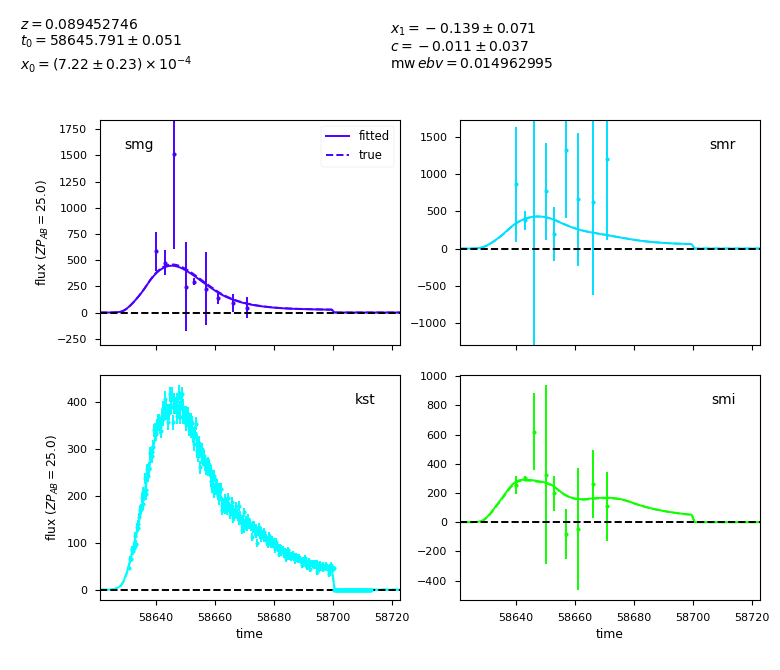 z = 0.089452746
t₀ = 58645.791 ± 0.051
x₀ = (7.22 ± 0.23) × 10⁻⁴
x₁ = −0.139 ± 0.071
c = −0.011 ± 0.037
mw ebv = 0.014962995
smg
fitted
true
1750
1500
1250
1000
750
500
250
0
−250
flux (ZP_AB = 25.0)
smr
1500
1000
500
0
−500
−1000
kst
400
300
200
100
0
flux (ZP_AB = 25.0)
58640
58660
58680
58700
58720
time
smi
1000
800
600
400
200
0
−200
−400
58640
58660
58680
58700
58720
time